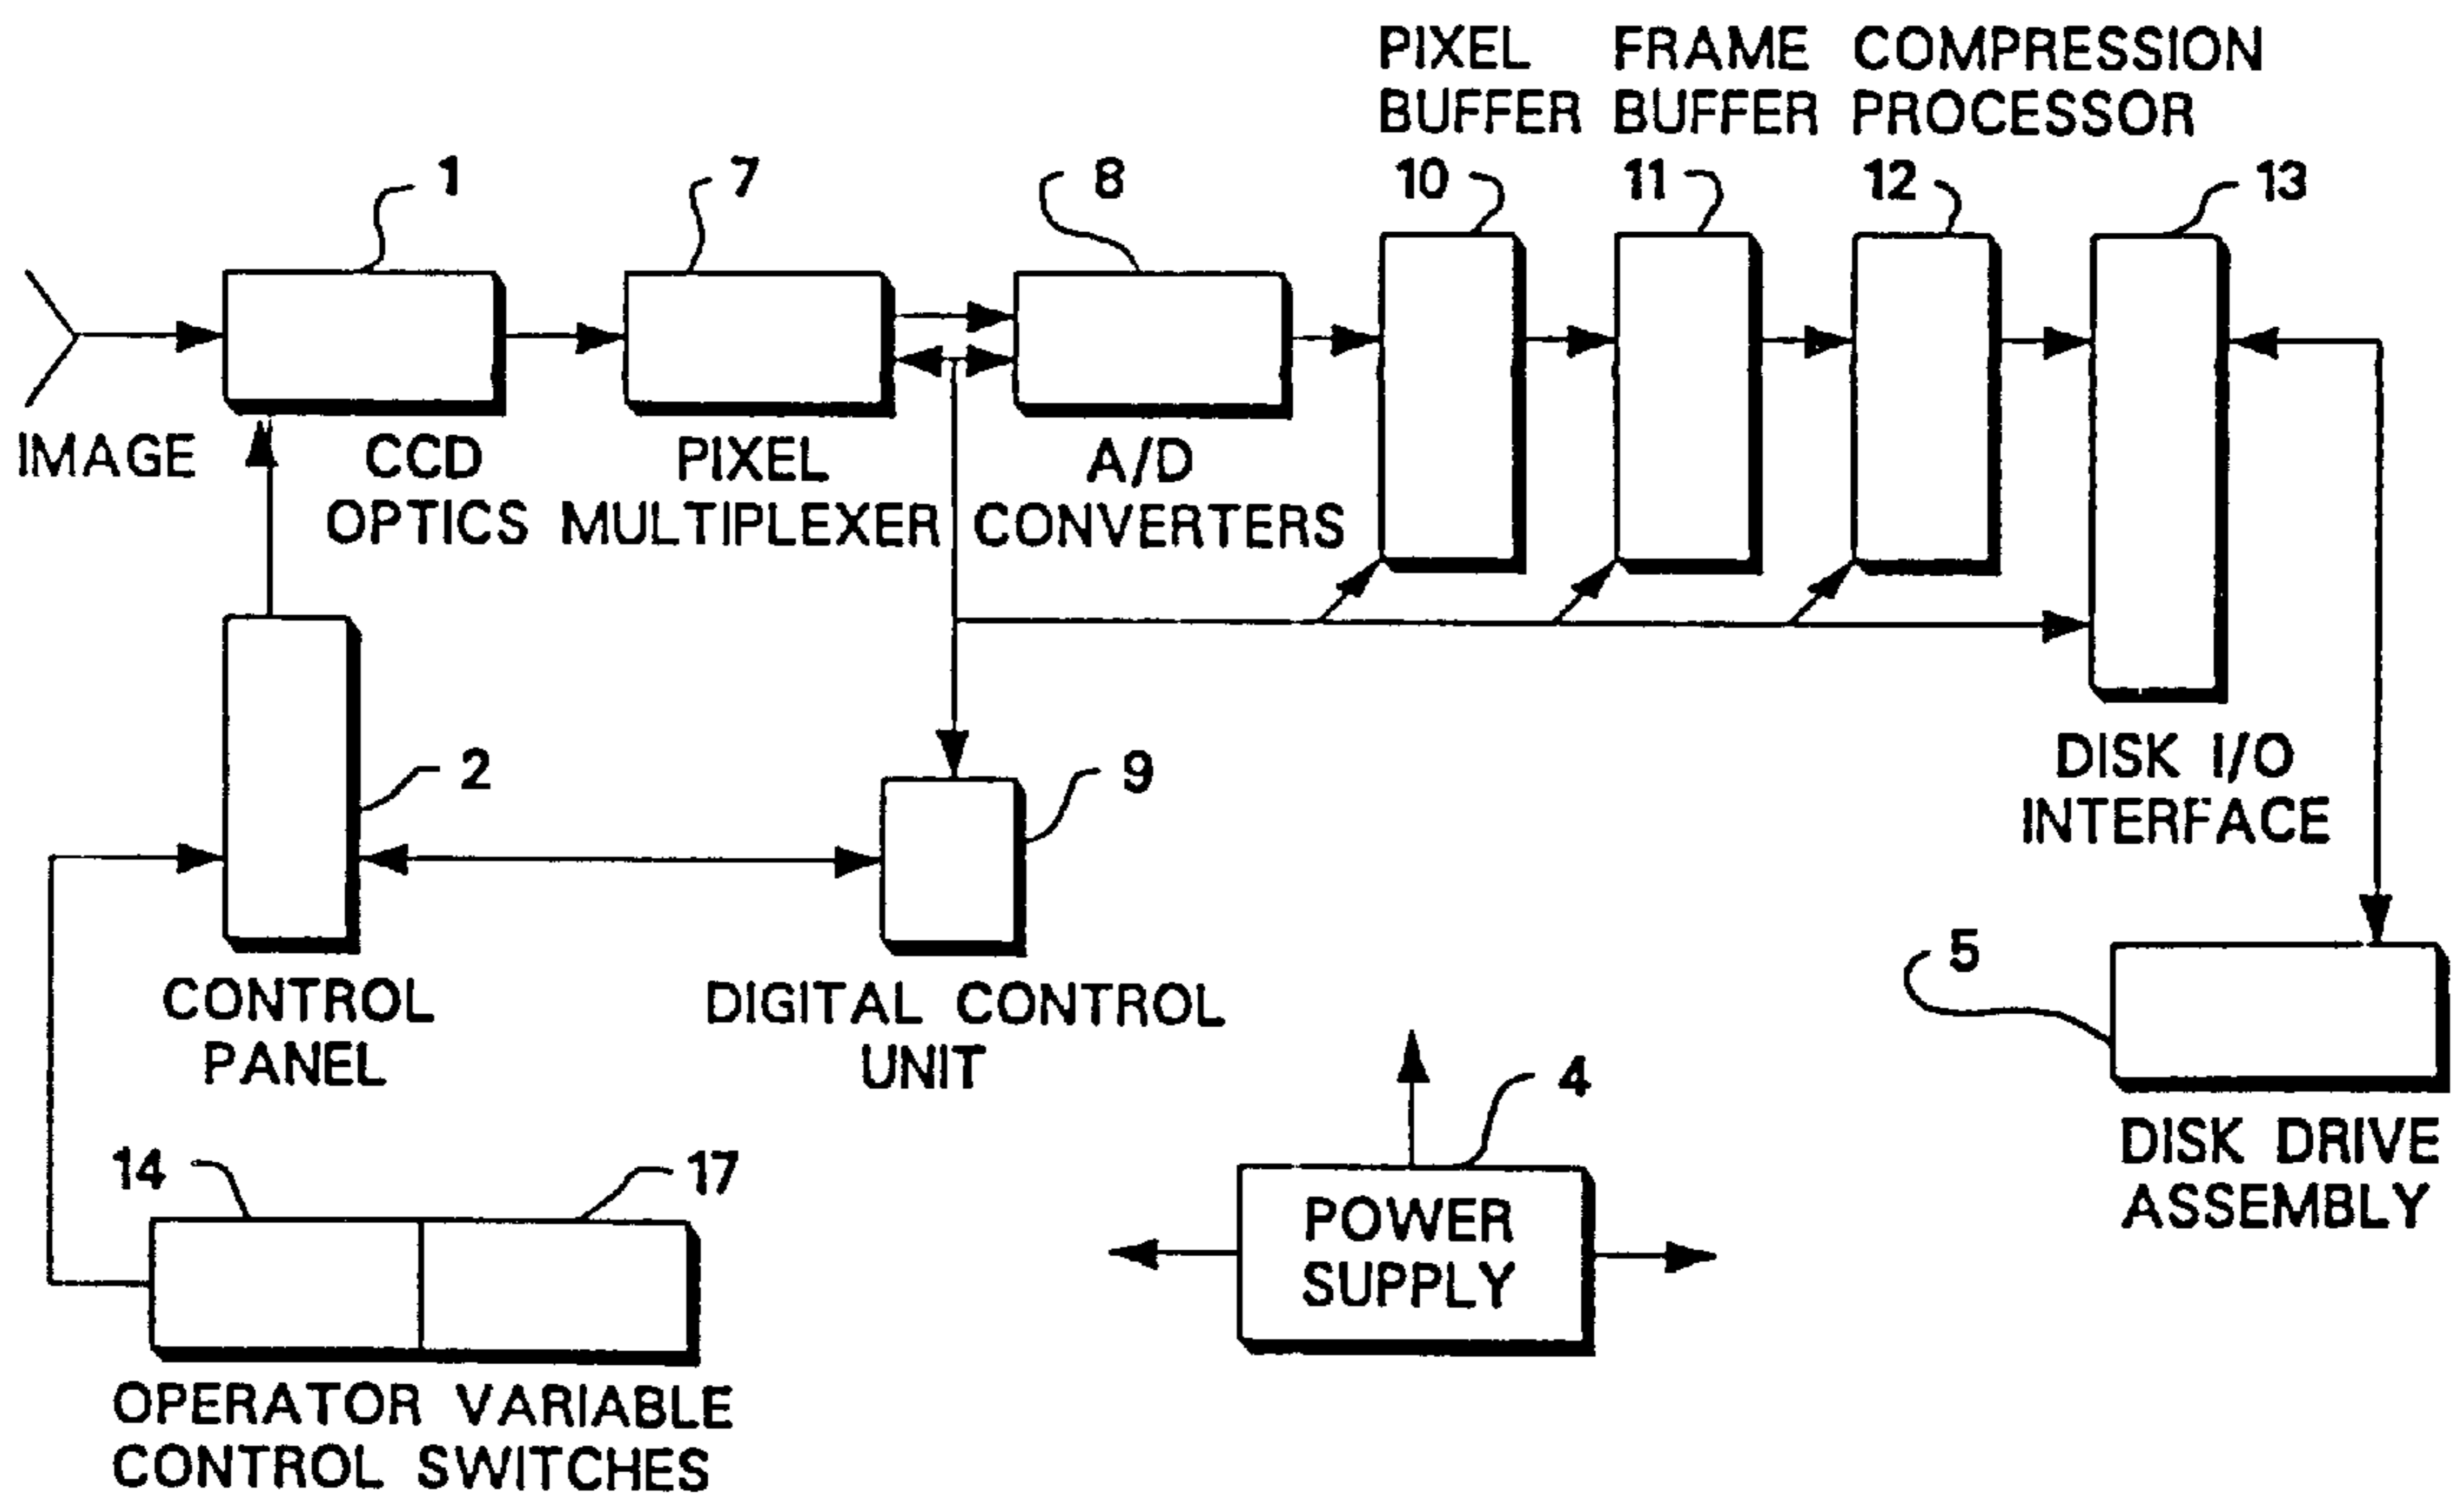 PIXEL FRAME COMPRESSION
BUFFER BUFFER PROCESSOR
1 7 8 10 11 12 13
IMAGE CCD PIXEL A/D
OPTICS MULTIPLEXER CONVERTERS
2 9
DISK I/O
INTERFACE
5
CONTROL
PANEL
DIGITAL CONTROL
UNIT
4
DISK DRIVE
ASSEMBLY
14 17
POWER
SUPPLY
OPERATOR VARIABLE
CONTROL SWITCHES